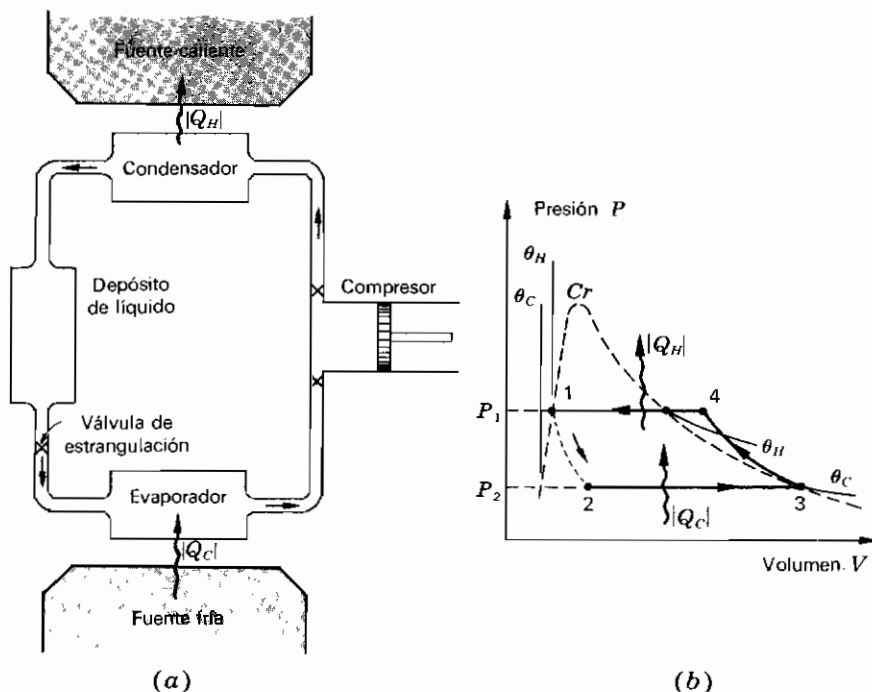 Fuente caliente
|Q_H|
Condensador
Depósito
de líquido
Compresor
Válvula de
estrangulación
Evaporador
|Q_C|
Fuente fría
(a)
Presión P
θ_H
θ_C
Cr
|Q_H|
1
4
P_1
θ_H
P_2
2
3
θ_C
|Q_C|
Volumen. V
(b)